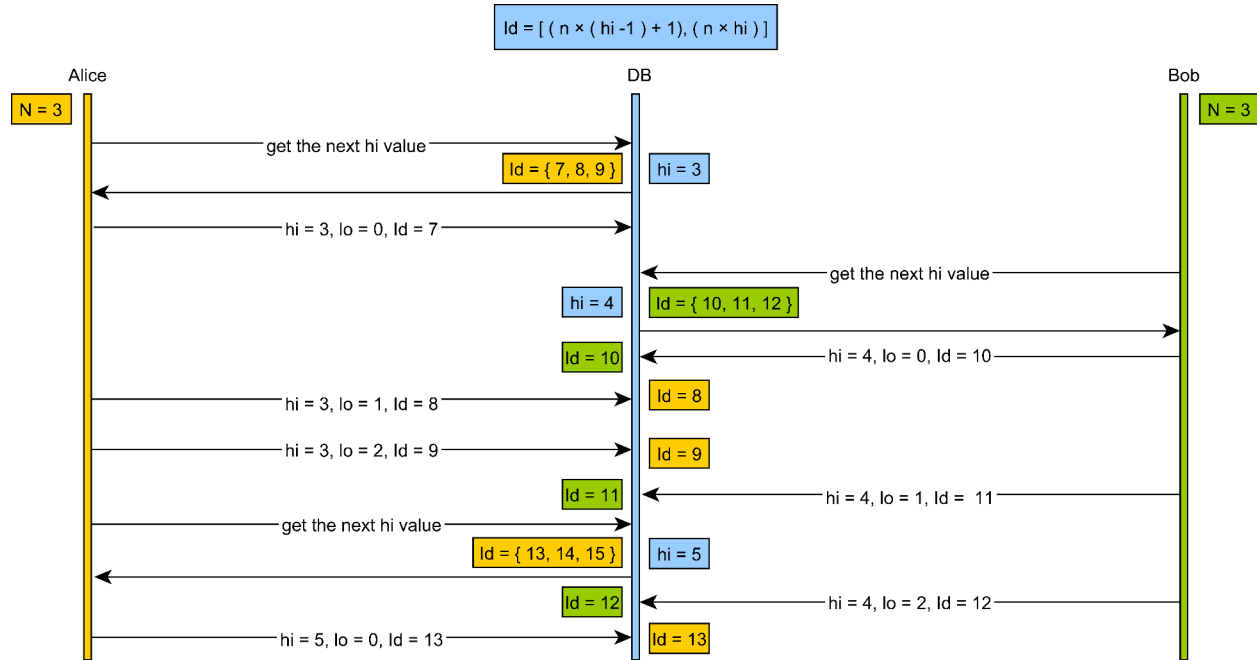 Id = [ ( n × ( hi -1 ) + 1), ( n × hi ) ]
Alice
DB
Bob
N = 3
N = 3
get the next hi value
Id = { 7, 8, 9 }
hi = 3
hi = 3, lo = 0, Id = 7
get the next hi value
hi = 4
Id = { 10, 11, 12 }
Id = 10
hi = 4, lo = 0, Id = 10
hi = 3, lo = 1, Id = 8
Id = 8
hi = 3, lo = 2, Id = 9
Id = 9
Id = 11
hi = 4, lo = 1, Id =  11
get the next hi value
Id = { 13, 14, 15 }
hi = 5
Id = 12
hi = 4, lo = 2, Id = 12
hi = 5, lo = 0, Id = 13
Id = 13